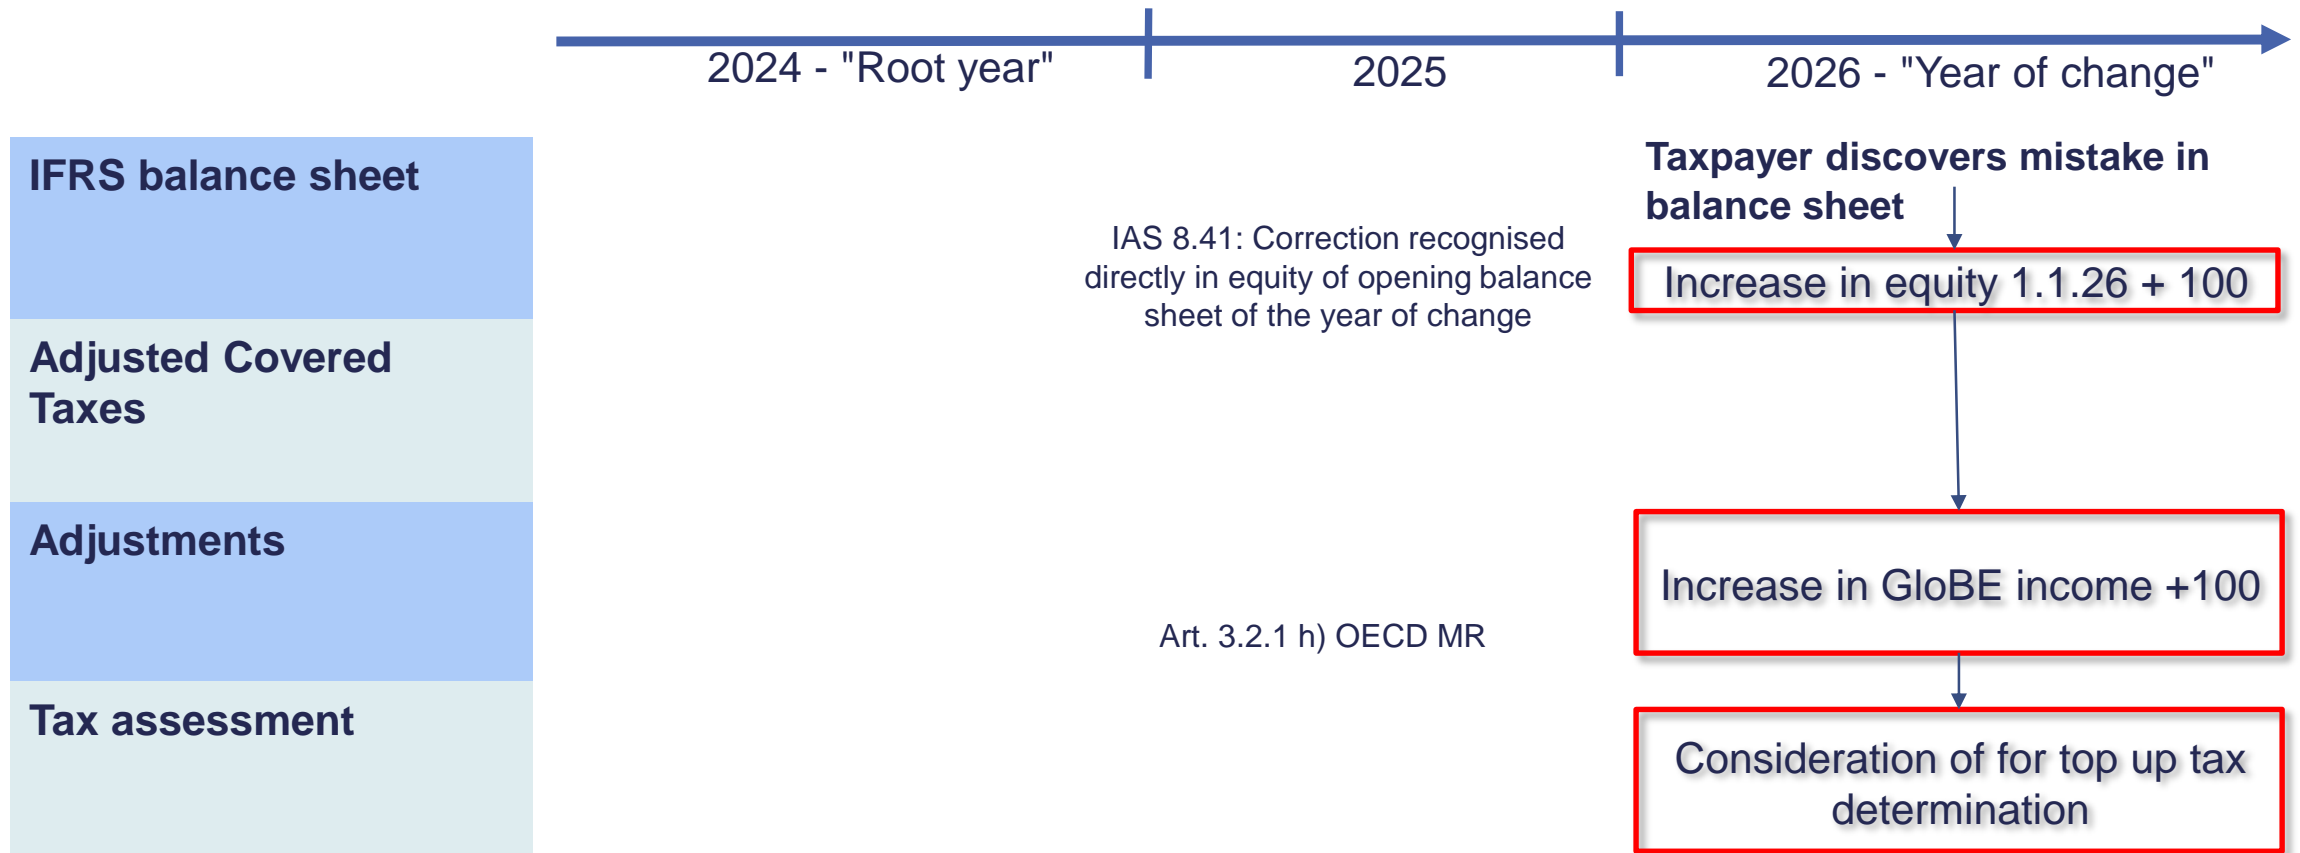 2024 - "Root year"
2025
2026 - "Year of change"
IFRS balance sheet
Taxpayer discovers mistake in
balance sheet
IAS 8.41: Correction recognised
directly in equity of opening balance
sheet of the year of change
Increase in equity 1.1.26 + 100
Adjusted Covered
Taxes
Adjustments
Increase in GloBE income +100
Art. 3.2.1 h) OECD MR
Tax assessment
Consideration of for top up tax
determination